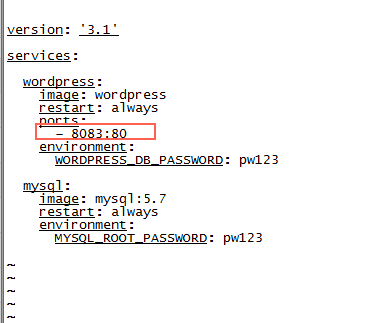 version: '3.1'
services:
wordpress:
image: wordpress
restart: always
ports:
- 8083:80
environment:
WORDPRESS_DB_PASSWORD: pw123
mysql:
image: mysql:5.7
restart: always
environment:
MYSQL_ROOT_PASSWORD: pw123
~
~
~
~
~